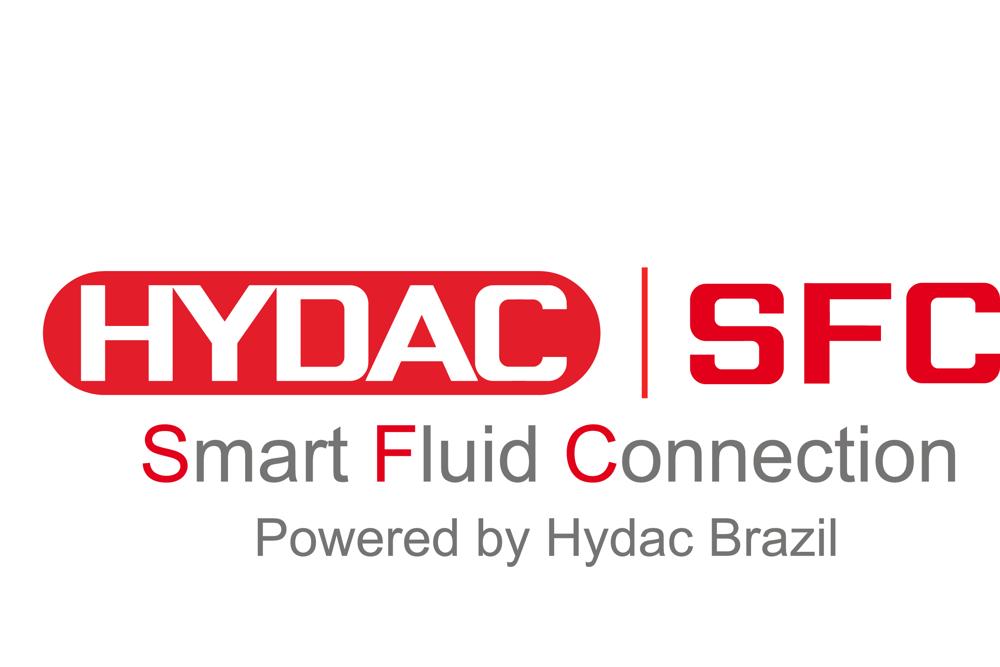 HYDAC | SFC
Smart Fluid Connection
Powered by Hydac Brazil